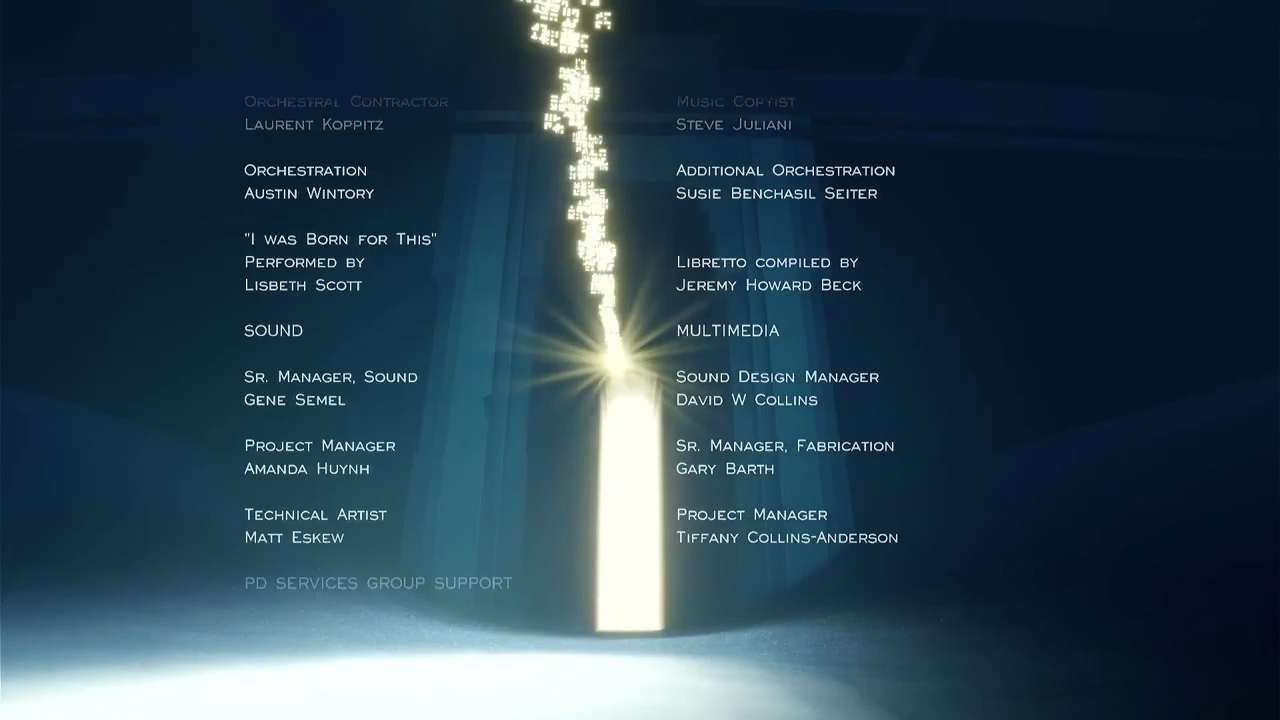 Orchestral Contractor
Laurent Koppitz
Music Copyist
Steve Juliani
Orchestration
Austin Wintory
Additional Orchestration
Susie Benchasil Seiter
"I was Born for This"
Performed by
Lisbeth Scott
Libretto compiled by
Jeremy Howard Beck
SOUND
MULTIMEDIA
Sr. Manager, Sound
Gene Semel
Sound Design Manager
David W Collins
Project Manager
Amanda Huynh
Sr. Manager, Fabrication
Gary Barth
Technical Artist
Matt Eskew
Project Manager
Tiffany Collins-Anderson
PD SERVICES GROUP SUPPORT